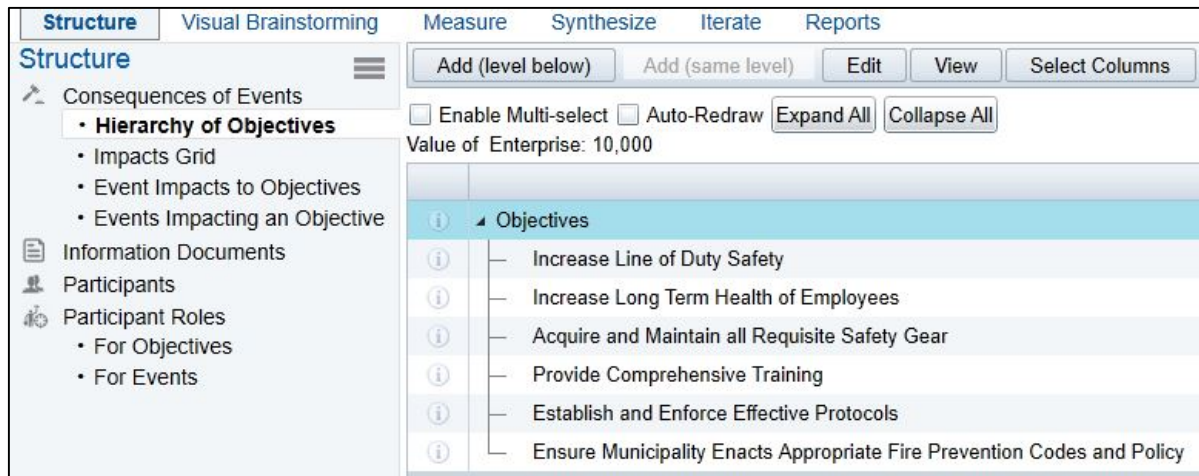 Structure Visual Brainstorming Measure Synthesize Iterate Reports
Structure
Consequences of Events
• Hierarchy of Objectives
• Impacts Grid
• Event Impacts to Objectives
• Events Impacting an Objective
Information Documents
Participants
Participant Roles
• For Objectives
• For Events
Add (level below) Add (same level) Edit View Select Columns
Enable Multi-select Auto-Redraw Expand All Collapse All
Value of Enterprise: 10,000
Objectives
Increase Line of Duty Safety
Increase Long Term Health of Employees
Acquire and Maintain all Requisite Safety Gear
Provide Comprehensive Training
Establish and Enforce Effective Protocols
Ensure Municipality Enacts Appropriate Fire Prevention Codes and Policy